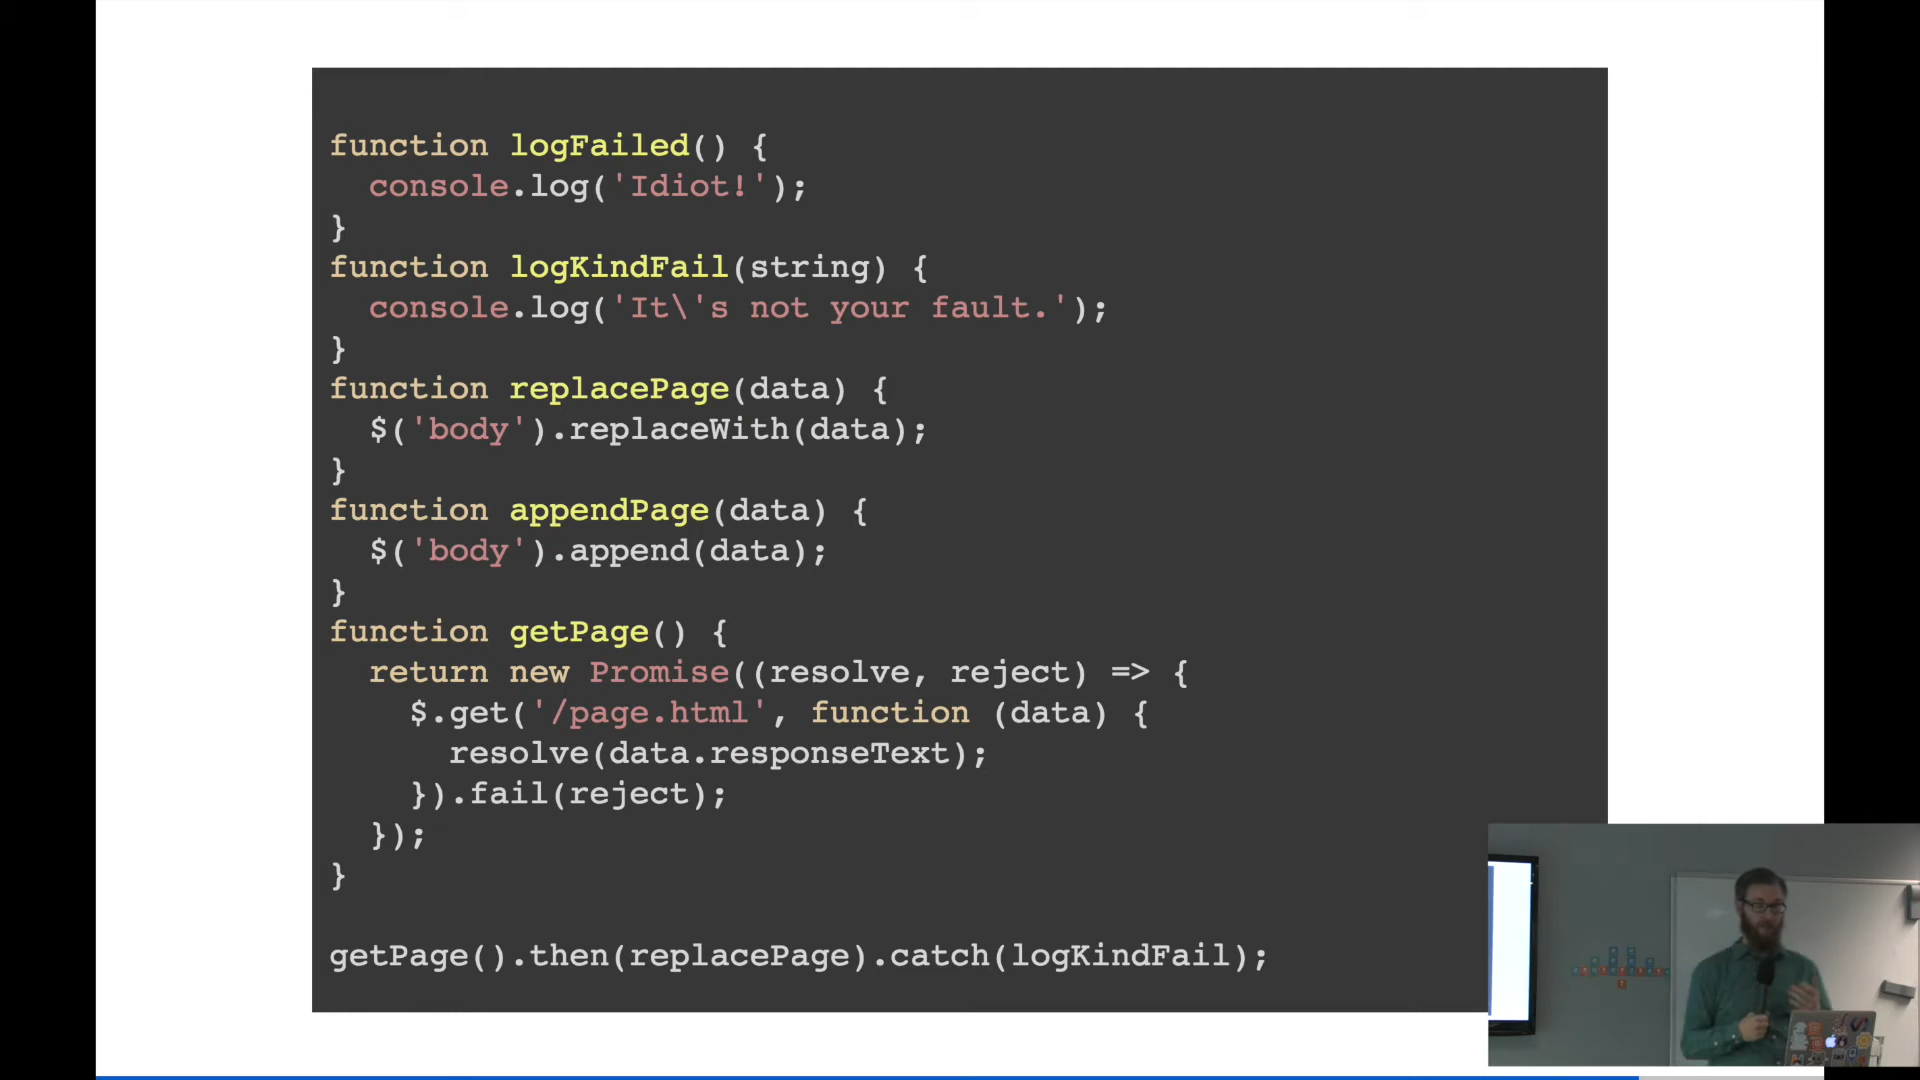 function logFailed() {
  console.log('Idiot!');
}
function logKindFail(string) {
  console.log('It\'s not your fault.');
}
function replacePage(data) {
  $('body').replaceWith(data);
}
function appendPage(data) {
  $('body').append(data);
}
function getPage() {
  return new Promise((resolve, reject) => {
    $.get('/page.html', function (data) {
      resolve(data.responseText);
    }).fail(reject);
  });
}
getPage().then(replacePage).catch(logKindFail);